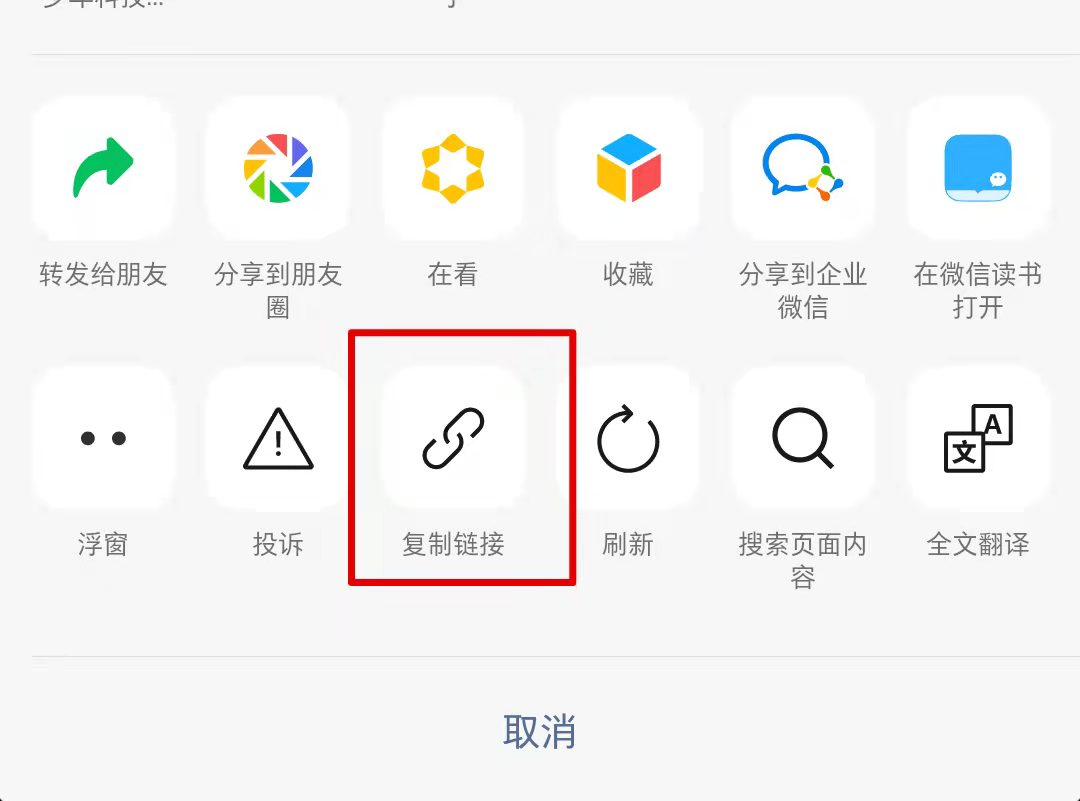 转发给朋友
分享到朋友
圈
在看
收藏
分享到企业
微信
在微信读书
打开
浮窗
投诉
复制链接
刷新
搜索页面内
容
文
A
全文翻译
取消